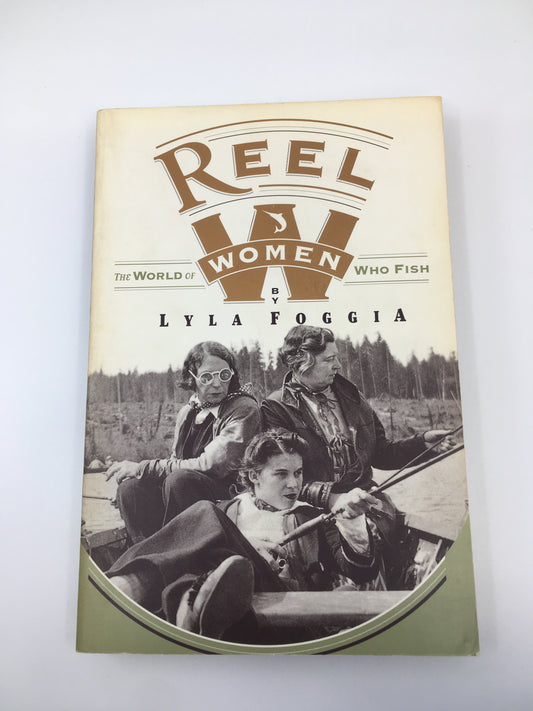 REEL
WOMEN
THE WORLD OF WHO FISH
BY
LYLA FOGGIA